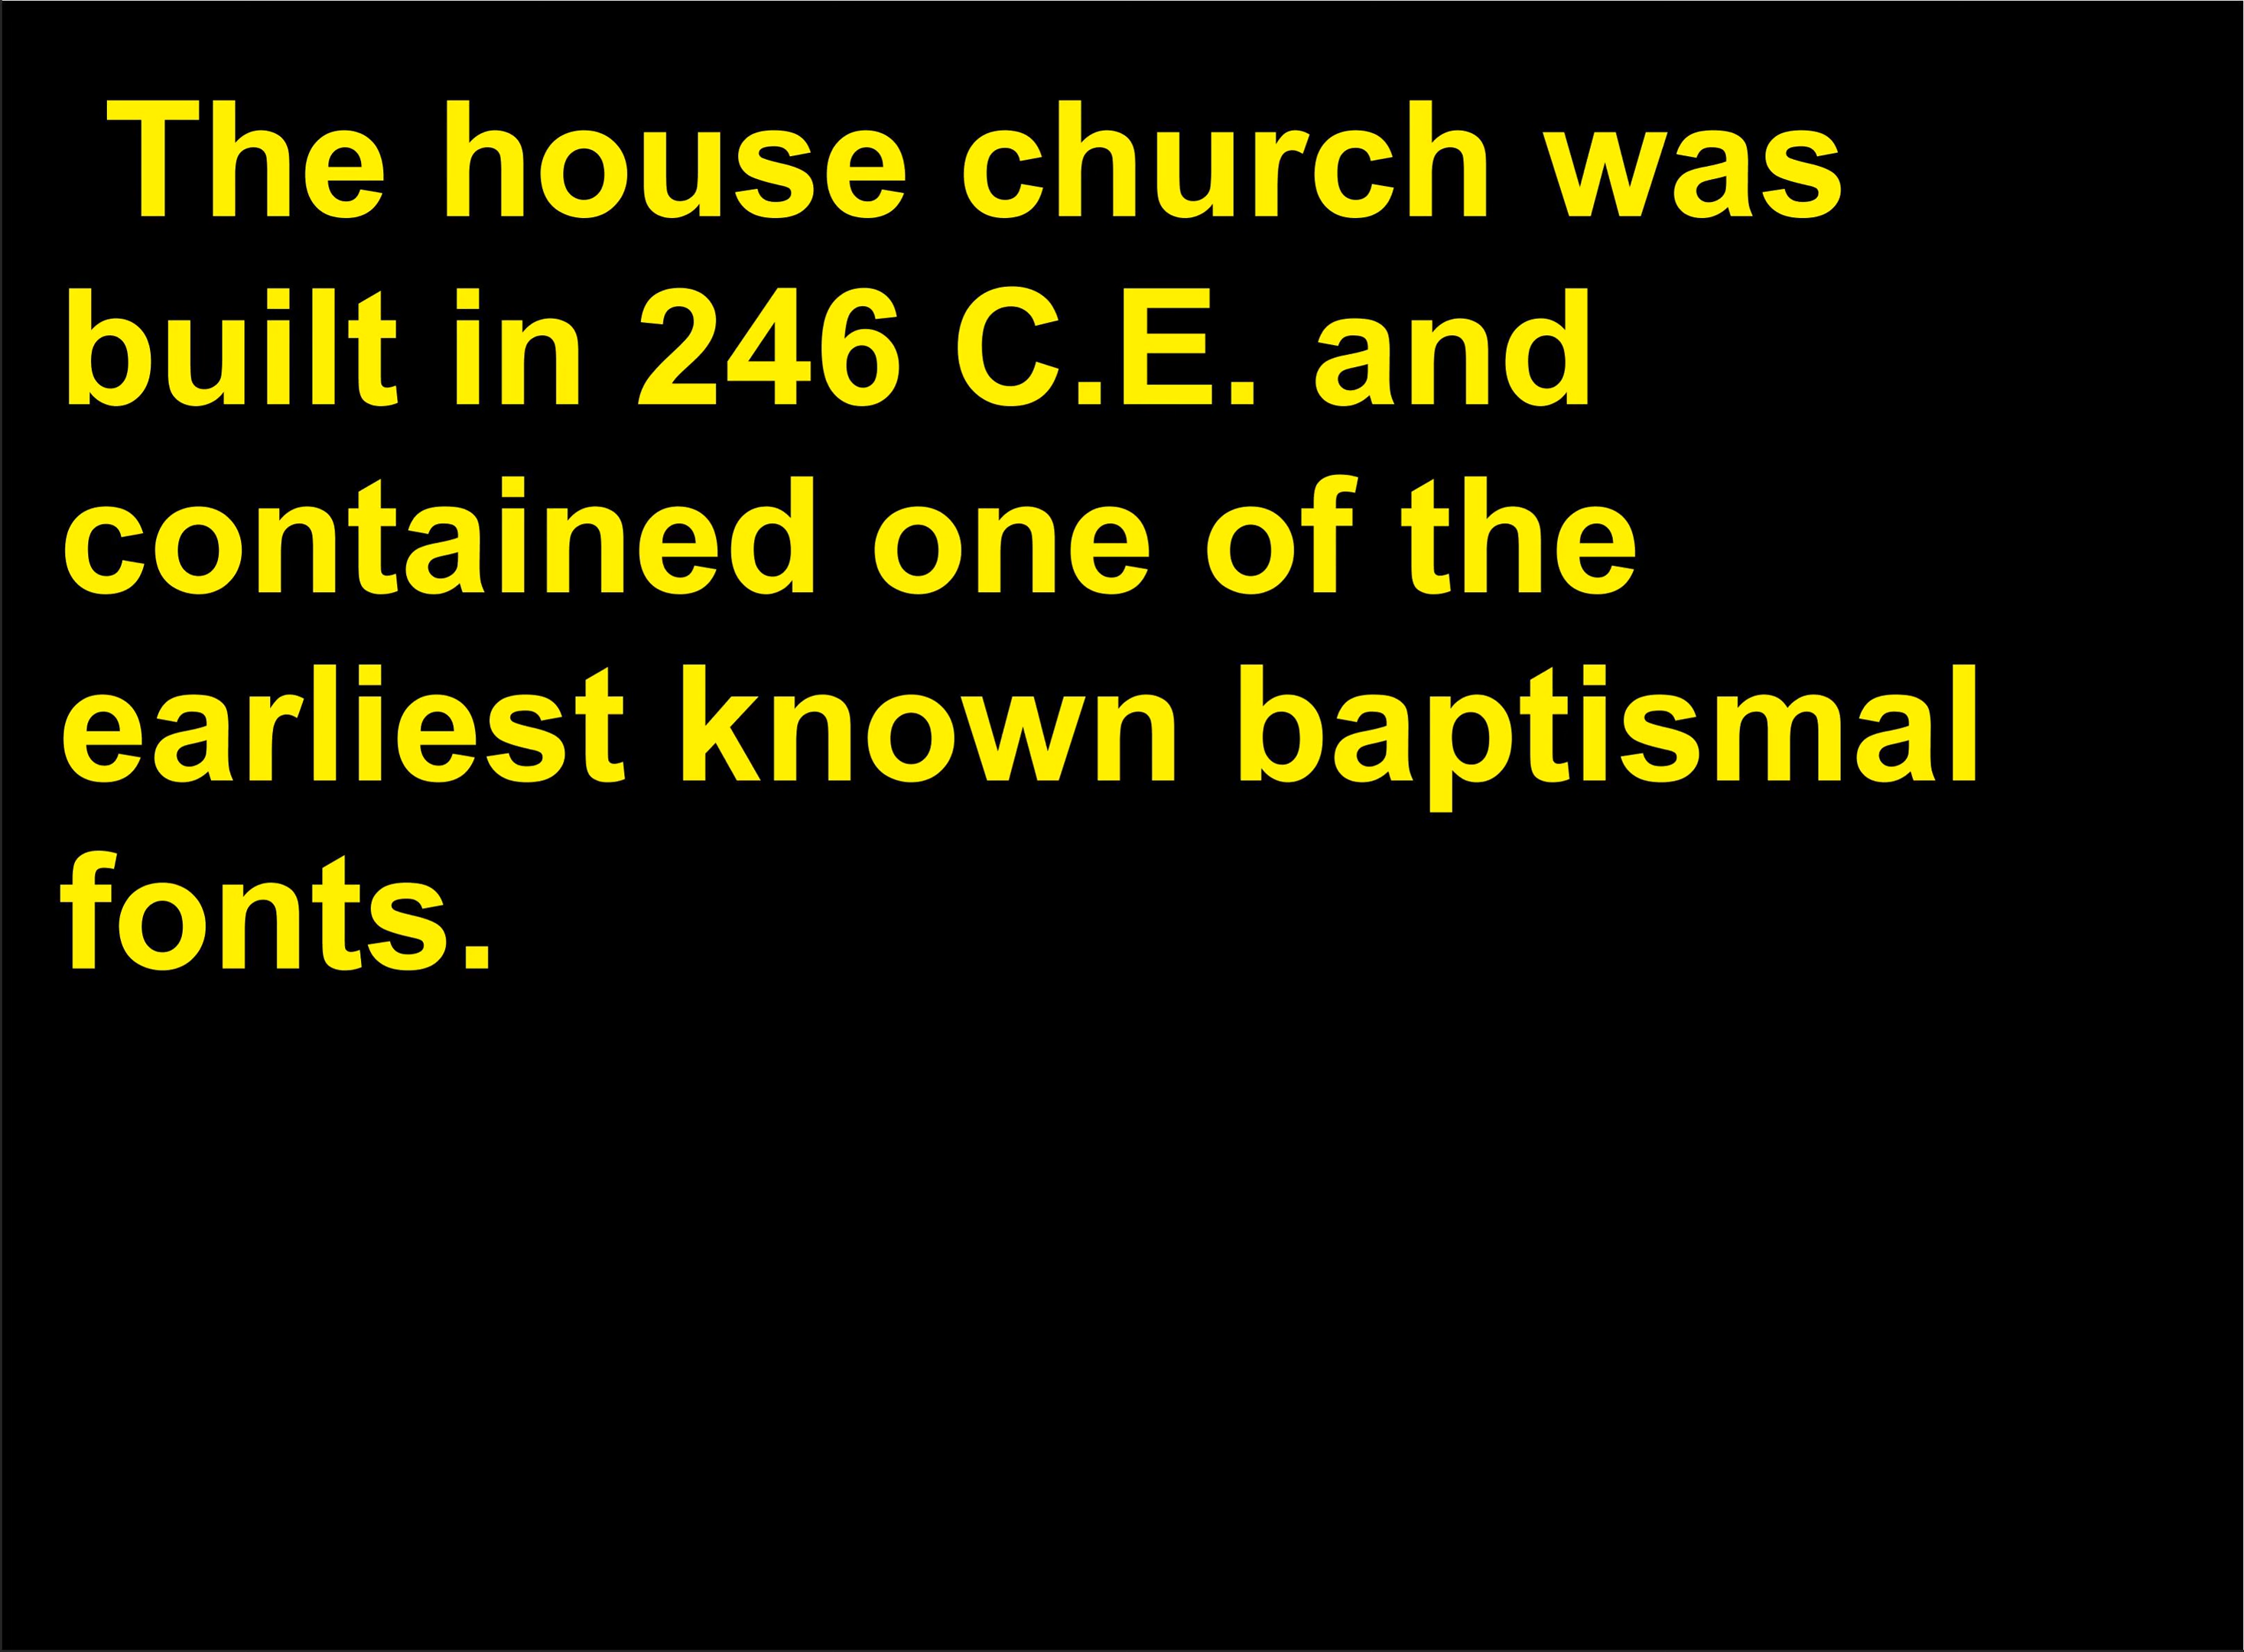 The house church was
built in 246 C.E. and
contained one of the
earliest known baptismal
fonts.